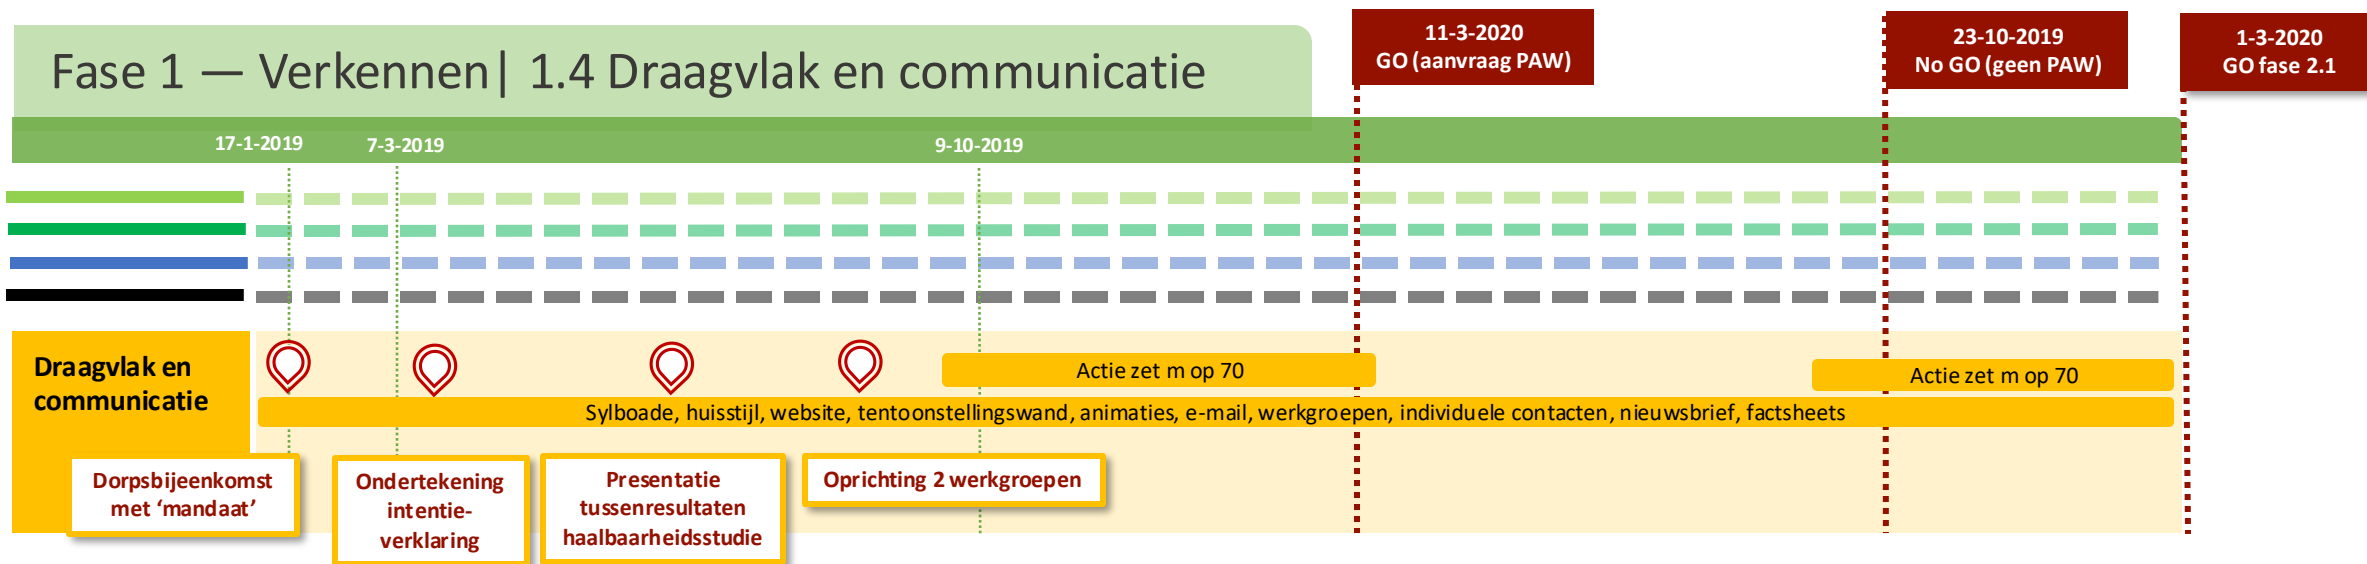 Fase 1 — Verkennen| 1.4 Draagvlak en communicatie
11-3-2020
GO (aanvraag PAW)
23-10-2019
No GO (geen PAW)
1-3-2020
GO fase 2.1
17-1-2019
7-3-2019
9-10-2019
Draagvlak en
communicatie
Actie zet m op 70
Actie zet m op 70
Sylboade, huisstijl, website, tentoonstellingswand, animaties, e-mail, werkgroepen, individuele contacten, nieuwsbrief, factsheets
Dorpsbijeenkomst
met ‘mandaat’
Ondertekening
intentie-
verklaring
Presentatie
tussenresultaten
haalbaarheidsstudie
Oprichting 2 werkgroepen